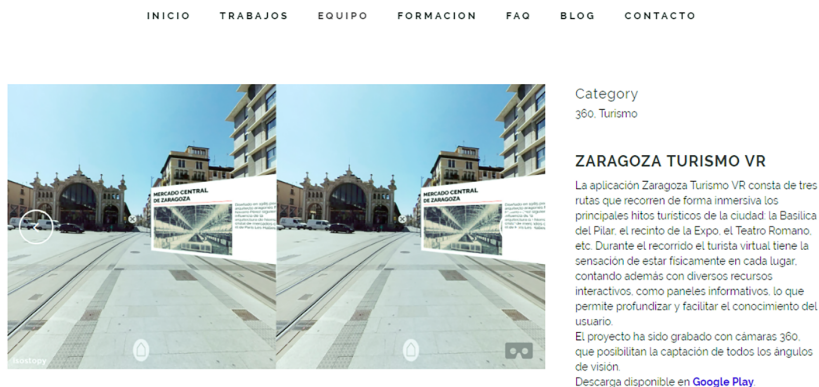 INICIO TRABAJOS EQUIPO FORMACION FAQ BLOG CONTACTO
MERCADO CENTRAL
DE ZARAGOZA
MERCADO CENTRAL
DE ZARAGOZA
isostopy
Category
360, Turismo
ZARAGOZA TURISMO VR
La aplicación Zaragoza Turismo VR consta de tres
rutas que recorren de forma inmersiva los
principales hitos turísticos de la ciudad: la Basílica
del Pilar, el recinto de la Expo, el Teatro Romano,
etc. Durante el recorrido el turista virtual tiene la
sensación de estar físicamente en cada lugar,
contando además con diversos recursos
interactivos, como paneles informativos, lo que
permite profundizar y facilitar el conocimiento del
usuario.
El proyecto ha sido grabado con cámaras 360,
que posibilitan la captación de todos los ángulos
de visión.
Descarga disponible en Google Play